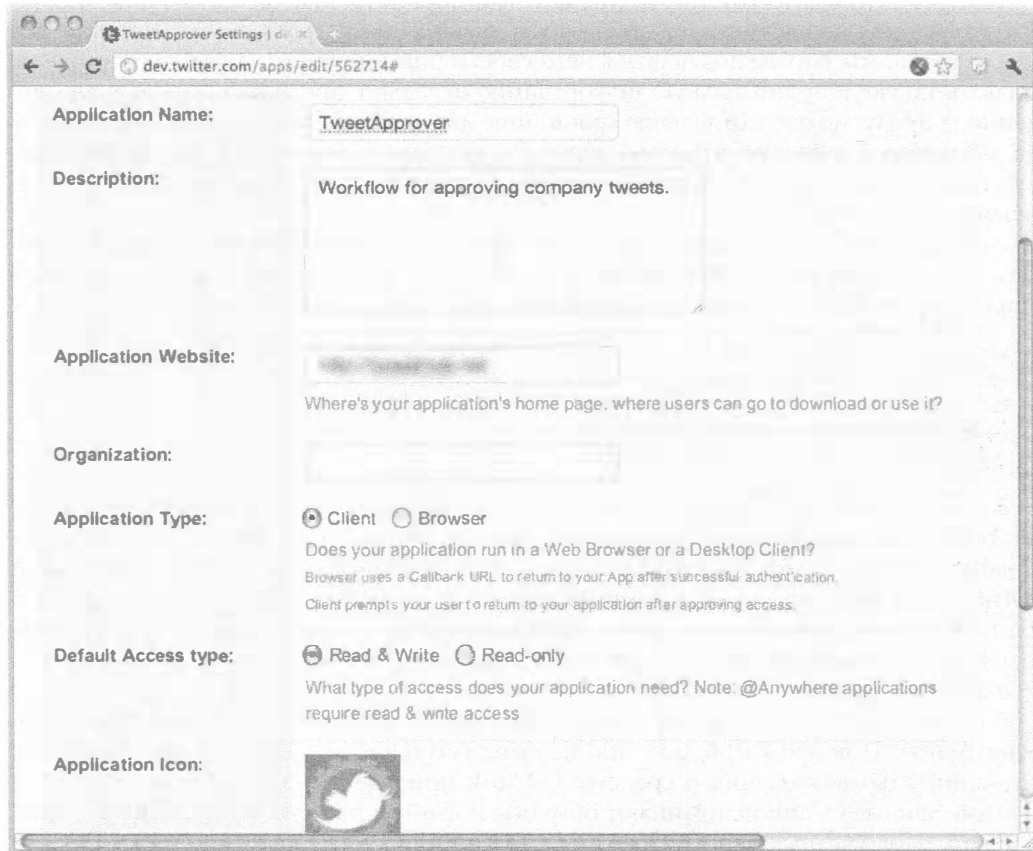 TweetApprover Settings | de
dev.twitter.com/apps/edit/562714#
Application Name:
TweetApprover
Description:
Workflow for approving company tweets.
Application Website:
Where's your application's home page, where users can go to download or use it?
Organization:
Application Type:
Client Browser
Does your application run in a Web Browser or a Desktop Client?
Browser uses a Callback URL to return to your App after successful authentication.
Client prompts your user to return to your application after approving access.
Default Access type:
Read & Write Read-only
What type of access does your application need? Note: @Anywhere applications
require read & write access
Application Icon: